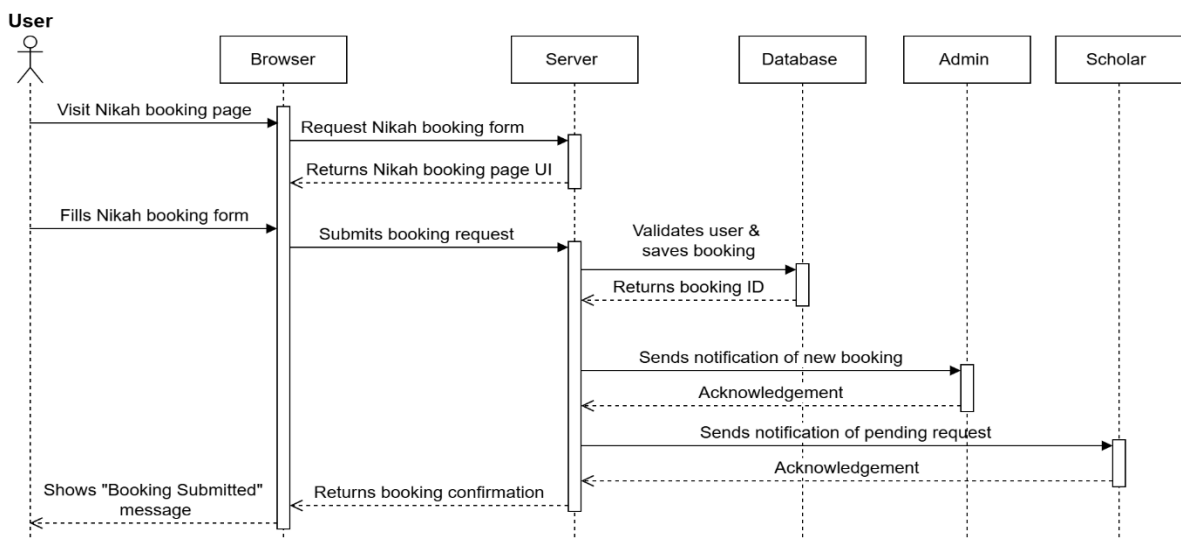 User
Browser
Server
Database
Admin
Scholar
Visit Nikah booking page
Request Nikah booking form
Returns Nikah booking page UI
Fills Nikah booking form
Submits booking request
Validates user &
saves booking
Returns booking ID
Sends notification of new booking
Acknowledgement
Sends notification of pending request
Acknowledgement
Returns booking confirmation
Shows "Booking Submitted"
message